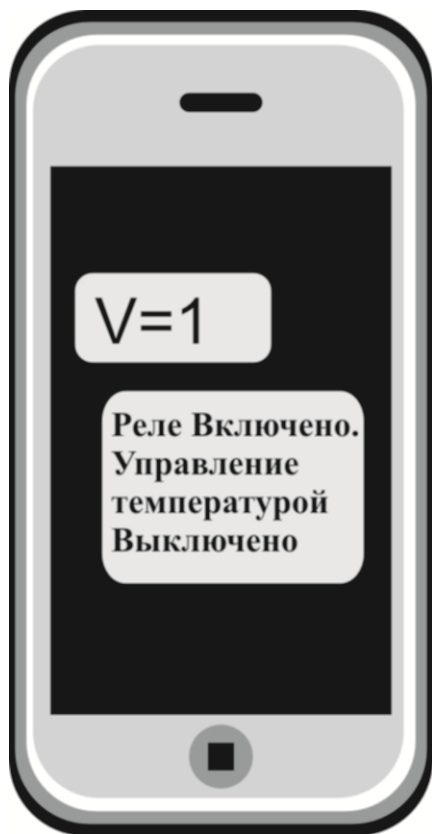 V=1
Реле Включено.
Управление
температурой
Выключено